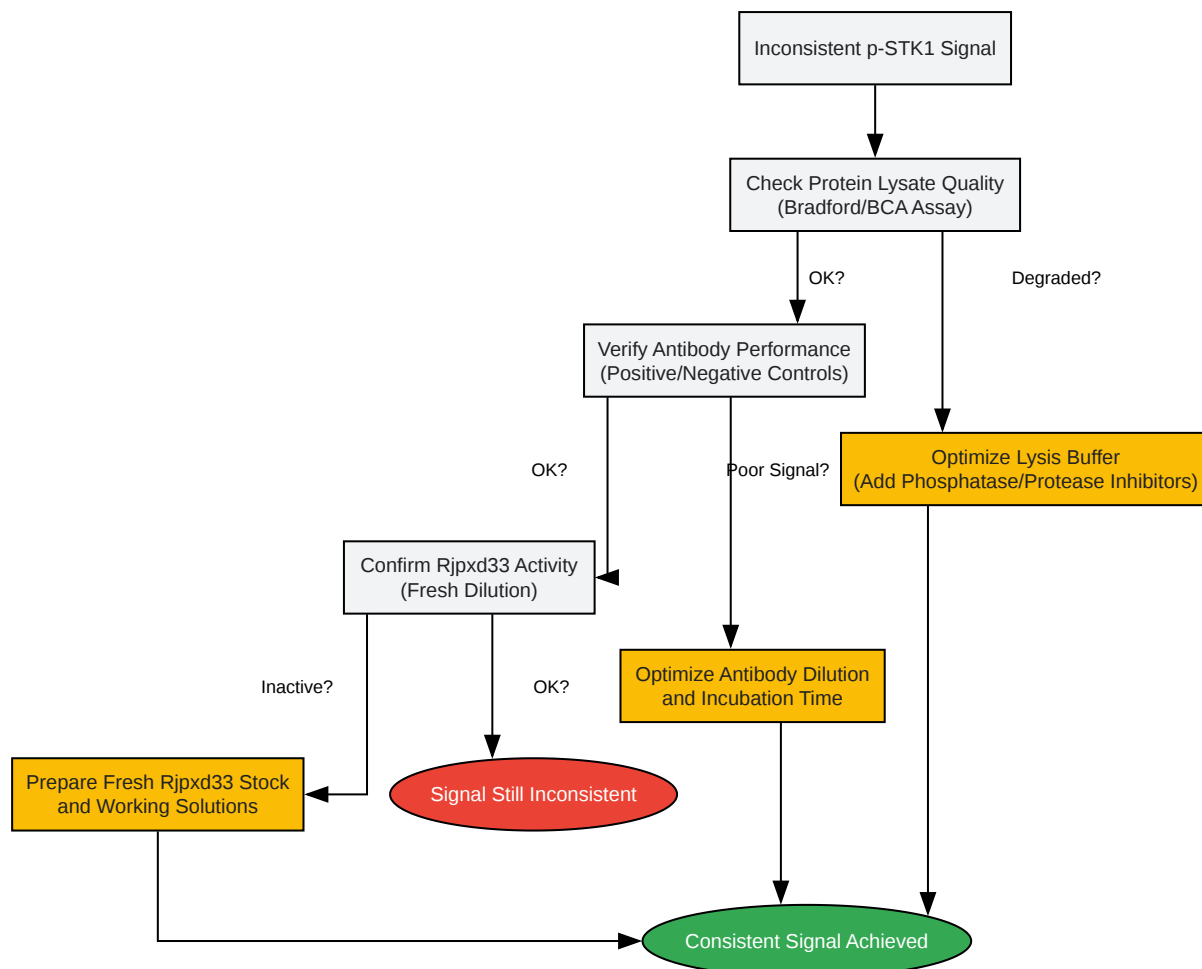 Inconsistent p-STK1 Signal
Check Protein Lysate Quality
(Bradford/BCA Assay)
OK?
Degraded?
Verify Antibody Performance
(Positive/Negative Controls)
OK?
Poor Signal?
Optimize Lysis Buffer
(Add Phosphatase/Protease Inhibitors)
Confirm Rjpxd33 Activity
(Fresh Dilution)
Inactive?
OK?
Optimize Antibody Dilution
and Incubation Time
Prepare Fresh Rjpxd33 Stock
and Working Solutions
Signal Still Inconsistent
Consistent Signal Achieved